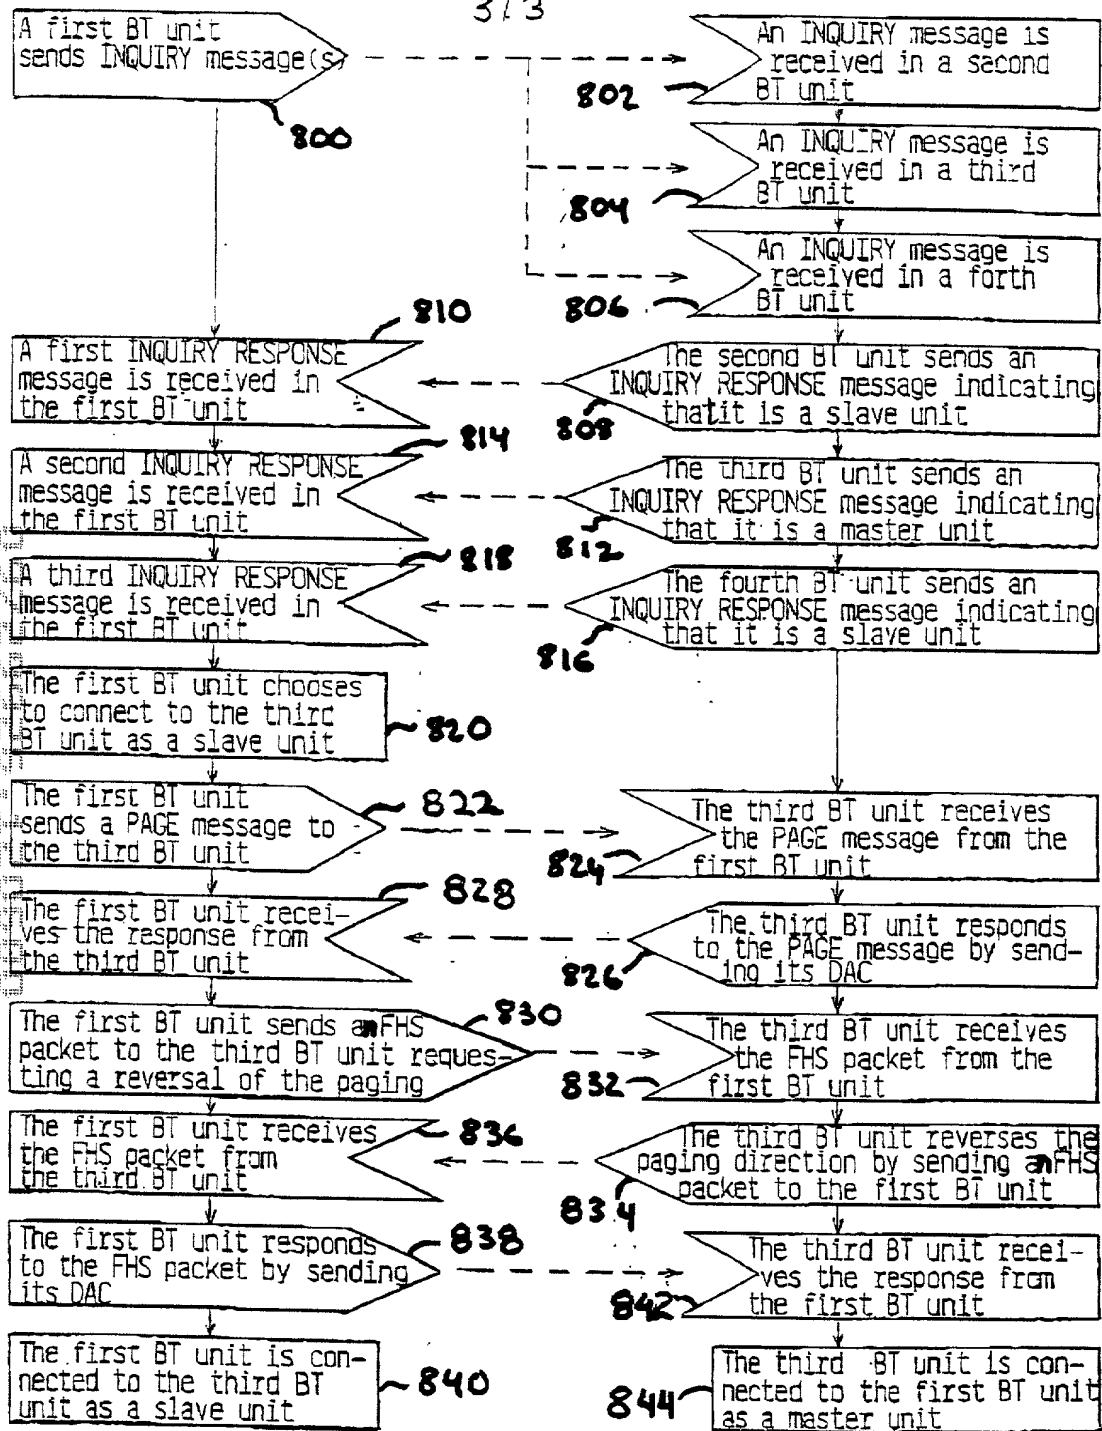 3/3
A first BT unit
sends INQUIRY message(s)
800
An INQUIRY message is
received in a second
BT unit
802
An INQUIRY message is
received in a third
BT unit
804
An INQUIRY message is
received in a forth
BT unit
806
810
A first INQUIRY RESPONSE
message is received in
the first BT unit
The second BT unit sends an
INQUIRY RESPONSE message indicating
that it is a slave unit
808
814
A second INQUIRY RESPONSE
message is received in
the first BT unit
The third BT unit sends an
INQUIRY RESPONSE message indicating
that it is a master unit
812
818
A third INQUIRY RESPONSE
message is received in
the first BT unit
The fourth BT unit sends an
INQUIRY RESPONSE message indicating
that it is a slave unit
816
The first BT unit chooses
to connect to the third
BT unit as a slave unit
820
The first BT unit
sends a PAGE message to
the third BT unit
822
The third BT unit receives
the PAGE message from the
first BT unit
824
828
The first BT unit recei-
ves the response from
the third BT unit
The third BT unit responds
to the PAGE message by send-
ing its DAC
826
The first BT unit sends an FHS
packet to the third BT unit reques-
ting a reversal of the paging
830
The third BT unit receives
the FHS packet from the
first BT unit
832
The first BT unit receives
the FHS packet from
the third BT unit
836
The third BT unit reverses the
paging direction by sending an FHS
packet to the first BT unit
834
The first BT unit responds
to the FHS packet by sending
its DAC
838
The third BT unit recei-
ves the response from
the first BT unit
842
The first BT unit is con-
nected to the third BT
unit as a slave unit
840
The third BT unit is con-
nected to the first BT unit
as a master unit
844